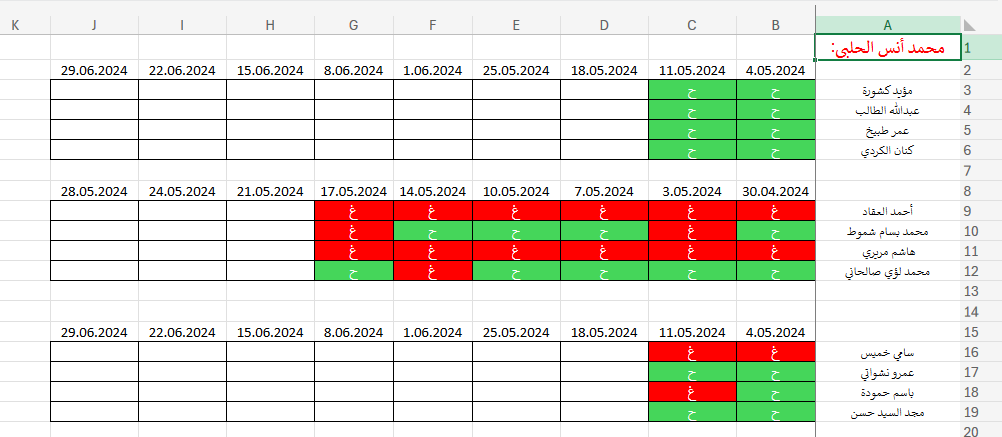 A B C D E F G H I J K
1 محمد أنس الحلبي:
2 4.05.2024 11.05.2024 18.05.2024 25.05.2024 1.06.2024 8.06.2024 15.06.2024 22.06.2024 29.06.2024
3 مؤيد كشورة ح ح
4 عبدالله الطالب ح ح
5 عمر طبيخ ح ح
6 كنان الكردي ح ح
7
8 30.04.2024 3.05.2024 7.05.2024 10.05.2024 14.05.2024 17.05.2024 21.05.2024 24.05.2024 28.05.2024
9 أحمد العقاد غ غ غ غ غ غ
10 محمد بسام شموط ح غ ح ح ح غ
11 هاشم مريري غ غ غ غ غ غ
12 محمد لؤي صالحاني ح ح ح ح غ ح
13
14
15 4.05.2024 11.05.2024 18.05.2024 25.05.2024 1.06.2024 8.06.2024 15.06.2024 22.06.2024 29.06.2024
16 سامي خميس غ غ
17 عمرو نشواتي ح ح
18 باسم حمودة ح غ
19 مجد السيد حسن ح ح
20